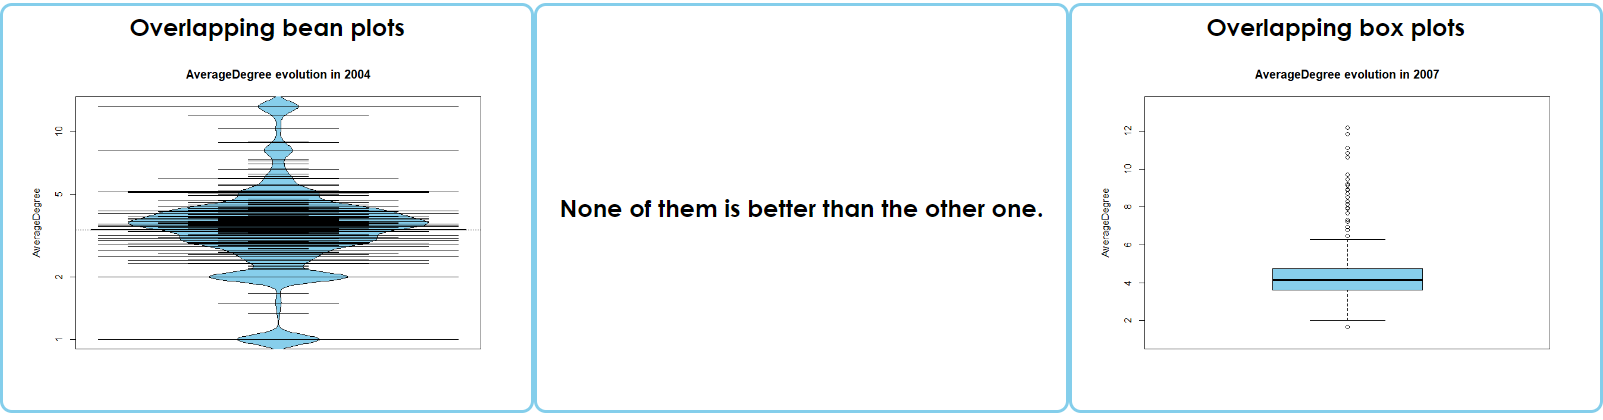 Overlapping bean plots
AverageDegree evolution in 2004
AverageDegree
10
5
2
1
None of them is better than the other one.
Overlapping box plots
AverageDegree evolution in 2007
AverageDegree
12
10
8
6
4
2